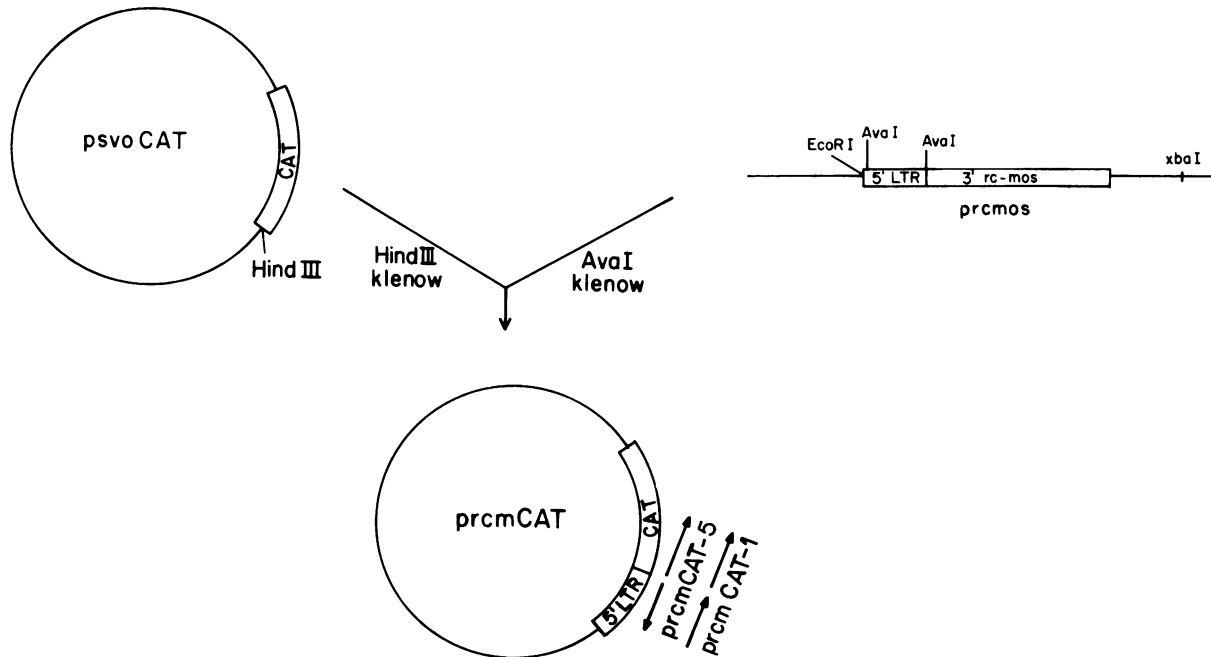 psvo CAT
CAT
Hind III
EcoR I
Ava I
Ava I
xba I
5' LTR
3' rc-mos
prcmos
Hind III
klenow
Ava I
klenow
prcmCAT
CAT
5' LTR
prcmCAT-5
prcm CAT-1